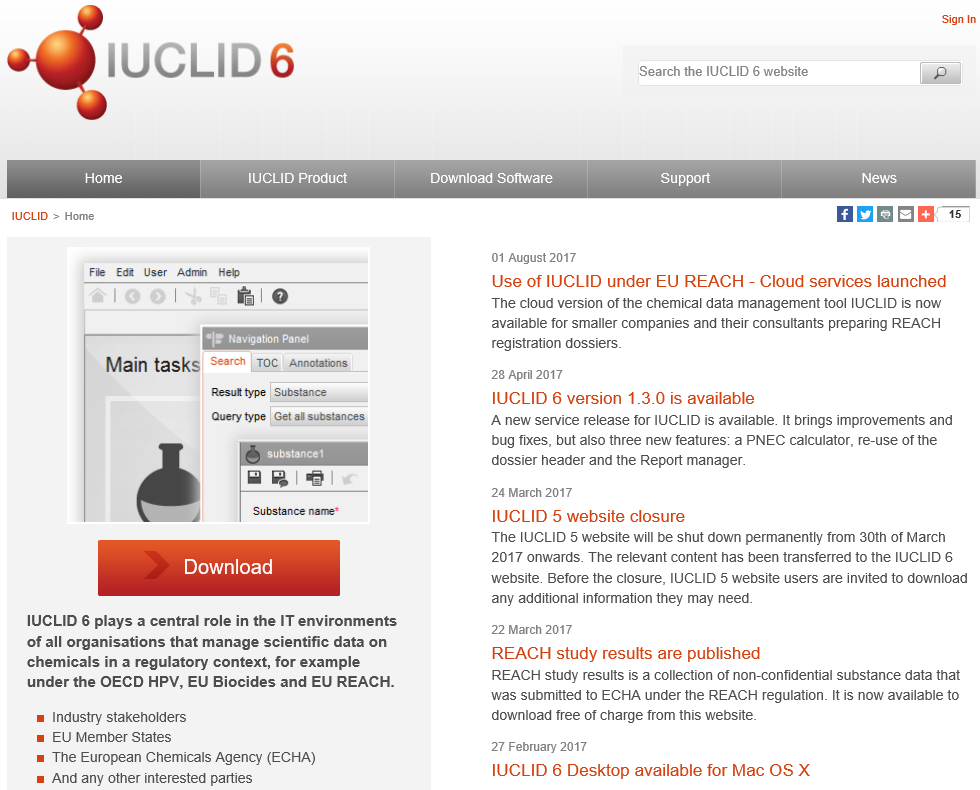 IUCLID 6
Sign In
Search the IUCLID 6 website
Home
IUCLID Product
Download Software
Support
News
IUCLID > Home
15
File Edit User Admin Help
Navigation Panel
Main tasks
Search TOC Annotations
Result type Substance
Query type Get all substances
substance1
Substance name*
Download
IUCLID 6 plays a central role in the IT environments
of all organisations that manage scientific data on
chemicals in a regulatory context, for example
under the OECD HPV, EU Biocides and EU REACH.
Industry stakeholders
EU Member States
The European Chemicals Agency (ECHA)
And any other interested parties
01 August 2017
Use of IUCLID under EU REACH - Cloud services launched
The cloud version of the chemical data management tool IUCLID is now
available for smaller companies and their consultants preparing REACH
registration dossiers.
28 April 2017
IUCLID 6 version 1.3.0 is available
A new service release for IUCLID is available. It brings improvements and
bug fixes, but also three new features: a PNEC calculator, re-use of the
dossier header and the Report manager.
24 March 2017
IUCLID 5 website closure
The IUCLID 5 website will be shut down permanently from 30th of March
2017 onwards. The relevant content has been transferred to the IUCLID 6
website. Before the closure, IUCLID 5 website users are invited to download
any additional information they may need.
22 March 2017
REACH study results are published
REACH study results is a collection of non-confidential substance data that
was submitted to ECHA under the REACH regulation. It is now available to
download free of charge from this website.
27 February 2017
IUCLID 6 Desktop available for Mac OS X